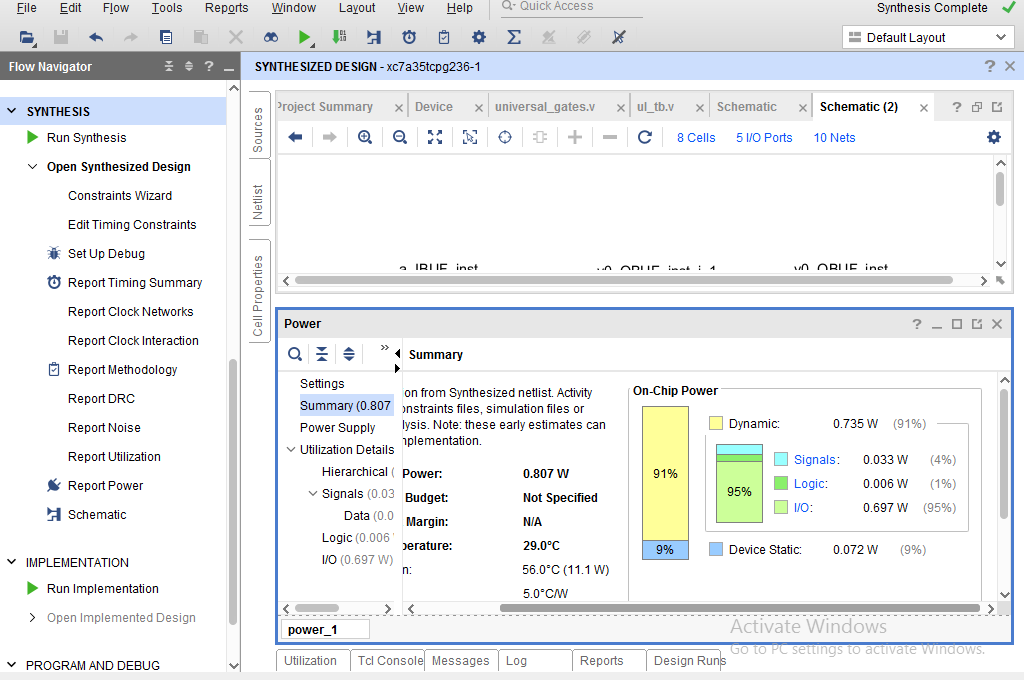 File Edit Flow Tools Reports Window Layout View Help Quick Access Synthesis Complete
Default Layout
Flow Navigator
SYNTHESIZED DESIGN - xc7a35tcpg236-1
SYNTHESIS
Run Synthesis
Open Synthesized Design
Constraints Wizard
Edit Timing Constraints
Set Up Debug
Report Timing Summary
Report Clock Networks
Report Clock Interaction
Report Methodology
Report DRC
Report Noise
Report Utilization
Report Power
Schematic
IMPLEMENTATION
Run Implementation
Open Implemented Design
PROGRAM AND DEBUG
Sources
Netlist
Cell Properties
Project Summary Device universal_gates.v ul_tb.v Schematic Schematic (2)
8 Cells 5 I/O Ports 10 Nets
a_IBUF_inst y0_OBUF_inst_i_1 y0_OBUF_inst
Power
Summary
Settings
Summary (0.807
Power Supply
Utilization Details
Hierarchical (
Signals (0.03
Data (0.0
Logic (0.006
I/O (0.697 W)
on from Synthesized netlist. Activity
onstraints files, simulation files or
lysis. Note: these early estimates can
mplementation.
Power: 0.807 W
Budget: Not Specified
Margin: N/A
perature: 29.0°C
n: 56.0°C (11.1 W)
5.0°C/W
On-Chip Power
91%
9%
Dynamic: 0.735 W (91%)
95%
Signals: 0.033 W (4%)
Logic: 0.006 W (1%)
I/O: 0.697 W (95%)
Device Static: 0.072 W (9%)
power_1
Activate Windows
Go to PC settings to activate Windows.
Utilization Tcl Console Messages Log Reports Design Runs